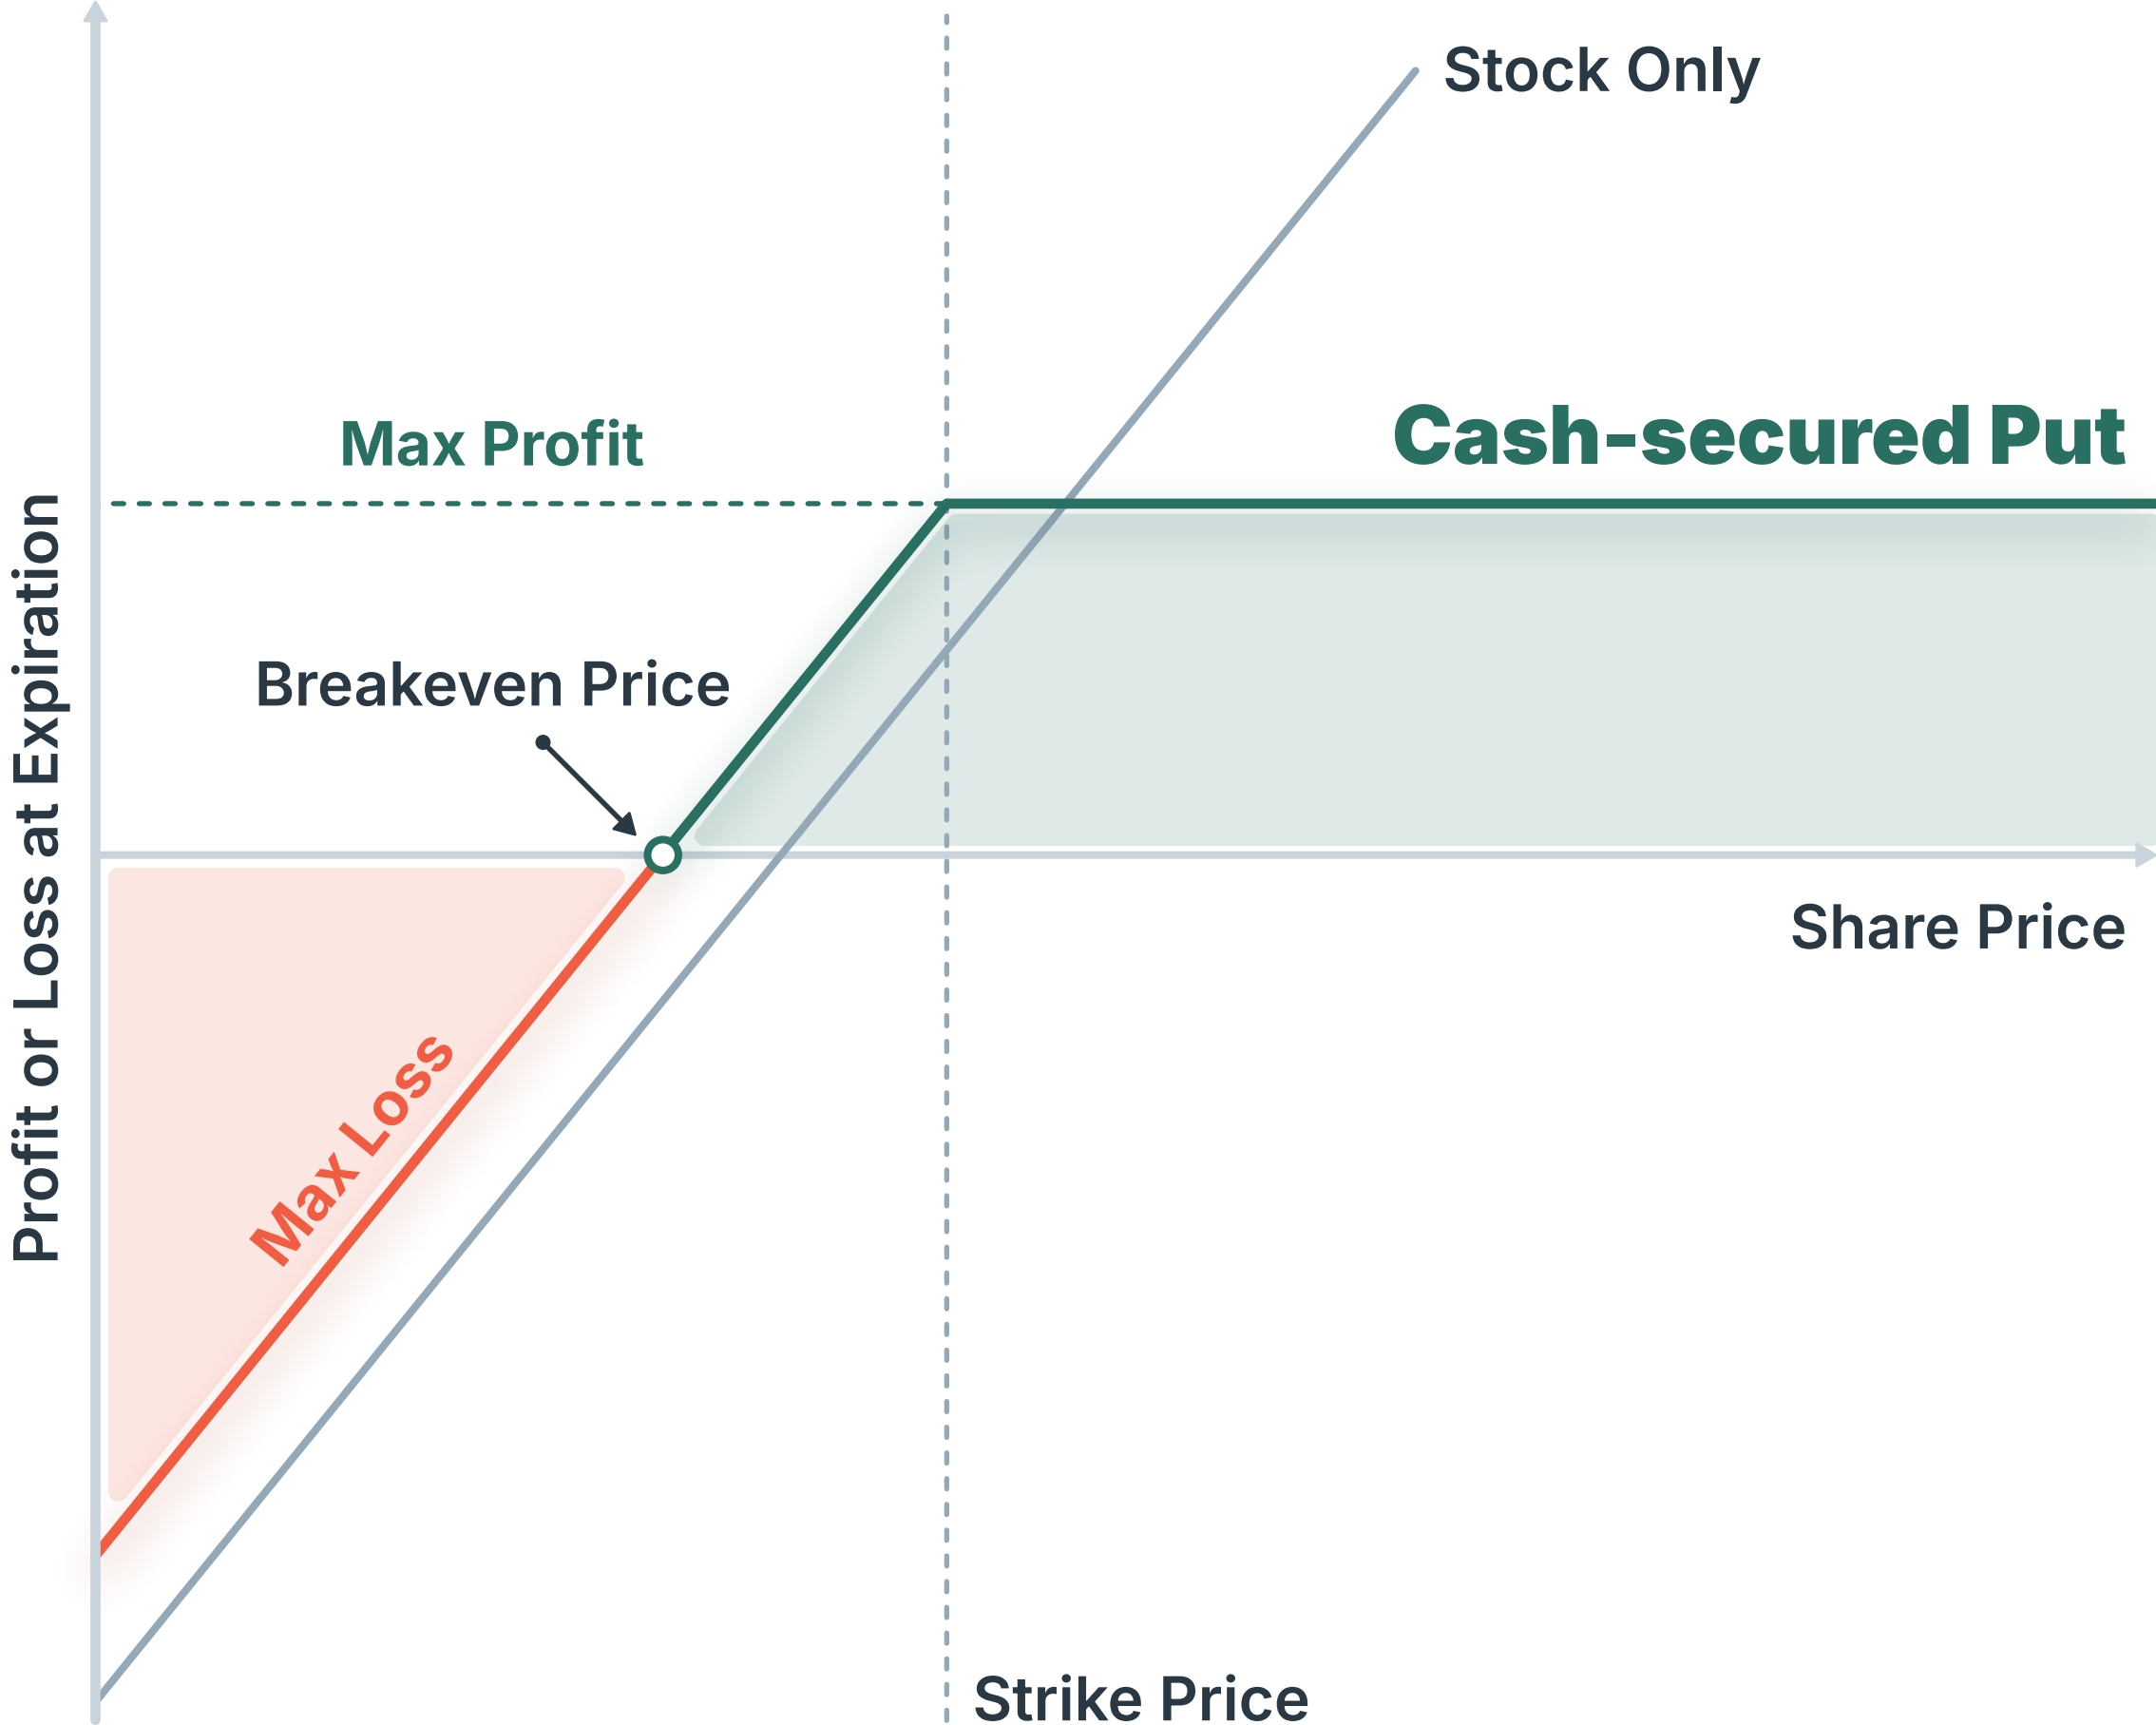 Stock Only
Cash-secured Put
Max Profit
Breakeven Price
Profit or Loss at Expiration
Share Price
Max Loss
Strike Price